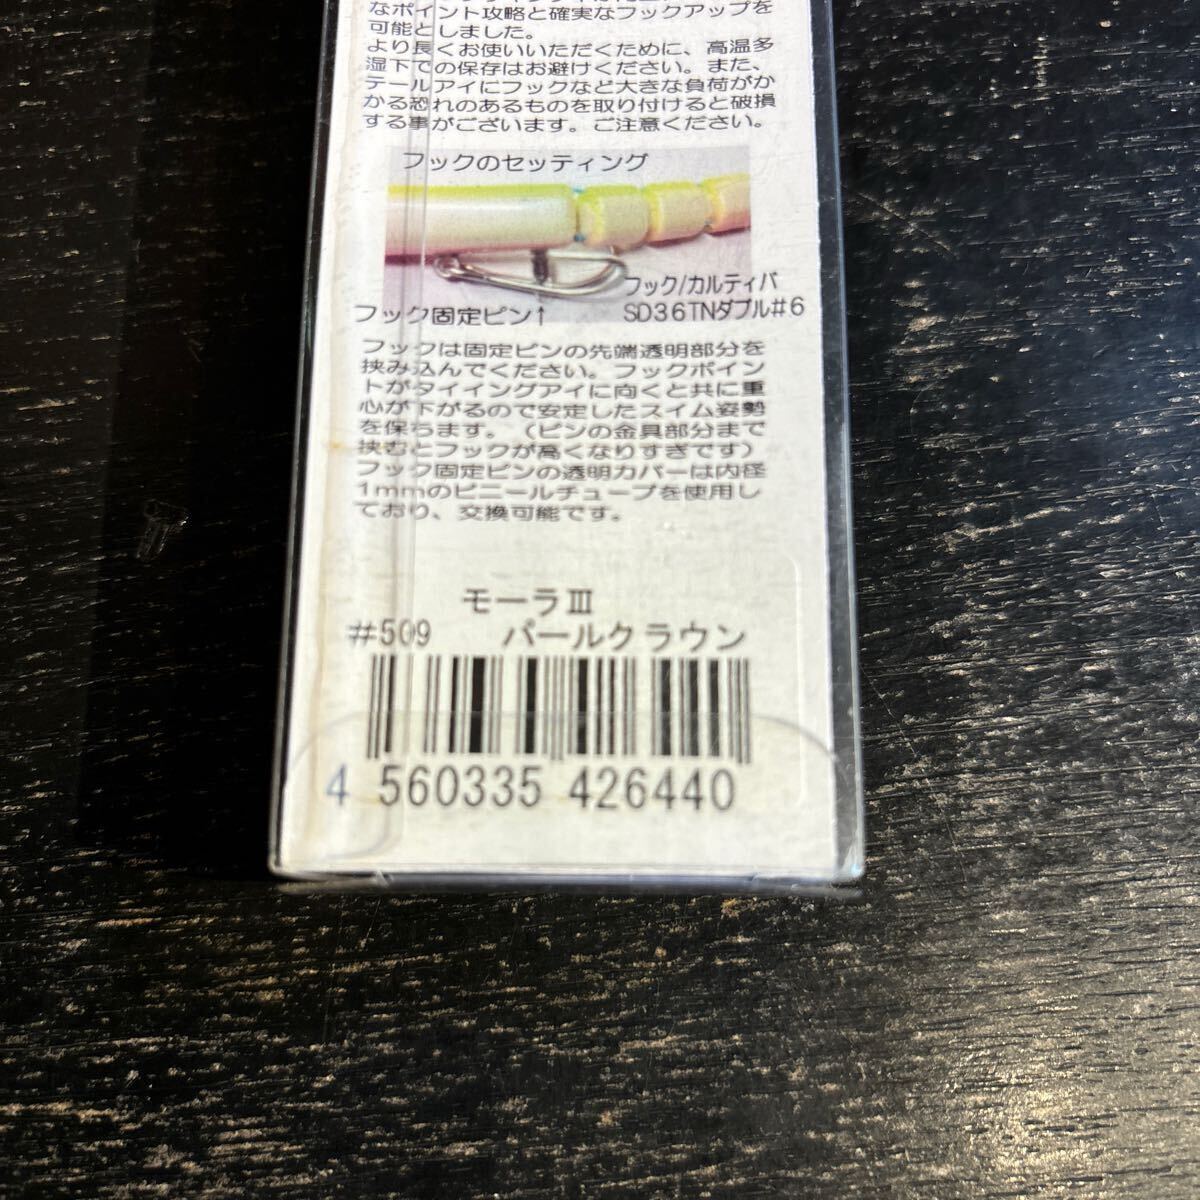 なポイント攻略と確実なフックアップを
可能としました。
より長くお使いいただくために、高温多
湿下での保存はお避けください。また、
テールアイにフックなど大きな負荷がか
かる恐れのあるものを取り付けると破損
する事がございます。ご注意ください。
フックのセッティング
フック/カルティバ
フック固定ピン↑ SD36TNダブル#6
フックは固定ピンの先端透明部分を
挟み込んでください。フックポイン
トがタイイングアイに向くと共に重
心が下がるので安定したスイム姿勢
を保ちます。（ピンの金具部分まで
挟むとフックが高くなりすぎです）
フック固定ピンの透明カバーは内径
1mmのビニールチューブを使用し
ており、交換可能です。
モーラⅢ
#509 パールクラウン
4 560335 426440